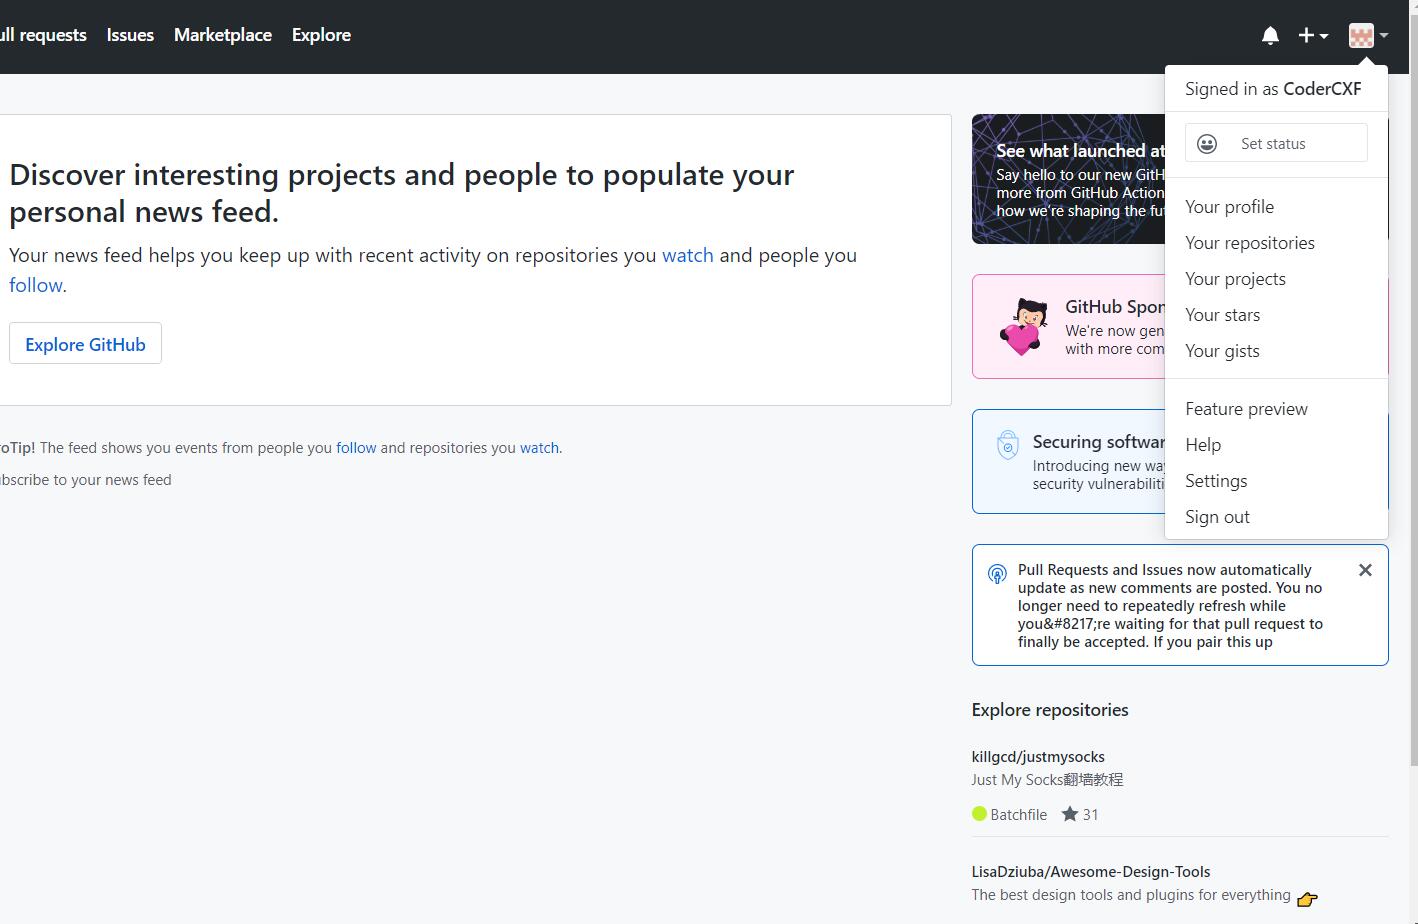 ull requests Issues Marketplace Explore
Signed in as CoderCXF
Set status
Your profile
Your repositories
Your projects
Your stars
Your gists
Feature preview
Help
Settings
Sign out
Discover interesting projects and people to populate your
personal news feed.
Your news feed helps you keep up with recent activity on repositories you watch and people you
follow.
Explore GitHub
roTip! The feed shows you events from people you follow and repositories you watch.
ubscribe to your news feed
See what launched at
Say hello to our new GitH
more from GitHub Action
how we're shaping the fut
GitHub Spon
We're now gen
with more com
Securing softwar
Introducing new way
security vulnerabiliti
Pull Requests and Issues now automatically
update as new comments are posted. You no
longer need to repeatedly refresh while
you&#8217;re waiting for that pull request to
finally be accepted. If you pair this up
Explore repositories
killgcd/justmysocks
Just My Socks翻墙教程
Batchfile 31
LisaDziuba/Awesome-Design-Tools
The best design tools and plugins for everything 👉